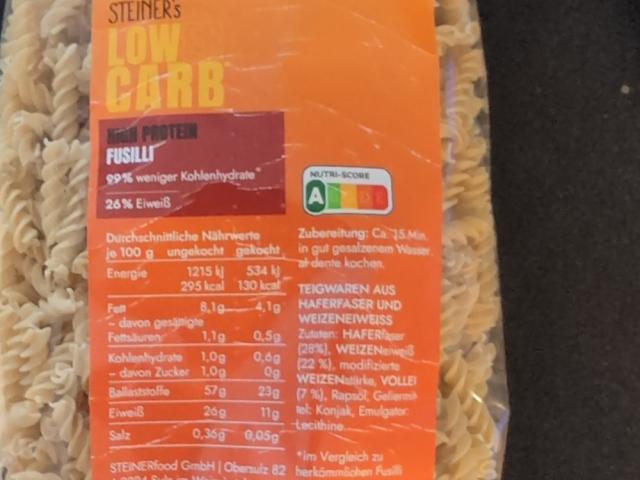 STEINER's
LOW
CARB
HIGH PROTEIN
FUSILLI
99% weniger Kohlenhydrate*
26% Eiweiß
NUTRI-SCORE
A
Durchschnittliche Nährwerte
je 100 g ungekocht gekocht
Energie 1215 kJ 534 kJ
295 kcal 130 kcal
Fett 8,1g 4,1g
– davon gesättigte
Fettsäuren 1,1g 0,5g
Kohlenhydrate 1,0g 0,6g
– davon Zucker 1,0g 0g
Ballaststoffe 57g 23g
Eiweiß 26g 11g
Salz 0,36g 0,05g
STEINERfood GmbH | Obersulz 82
Zubereitung: Ca. 15 Min.
in gut gesalzenem Wasser
al dente kochen.
TEIGWAREN AUS
HAFERFASER UND
WEIZENEIWEISS
Zutaten: HAFERfaser
(28%), WEIZENeiweiß
(22 %), modifizierte
WEIZENstärke, VOLLEI
(7 %), Rapsöl, Geliermit
tel: Konjak, Emulgator:
Lecithine
*im Vergleich zu
herkömmlichen Fusilli